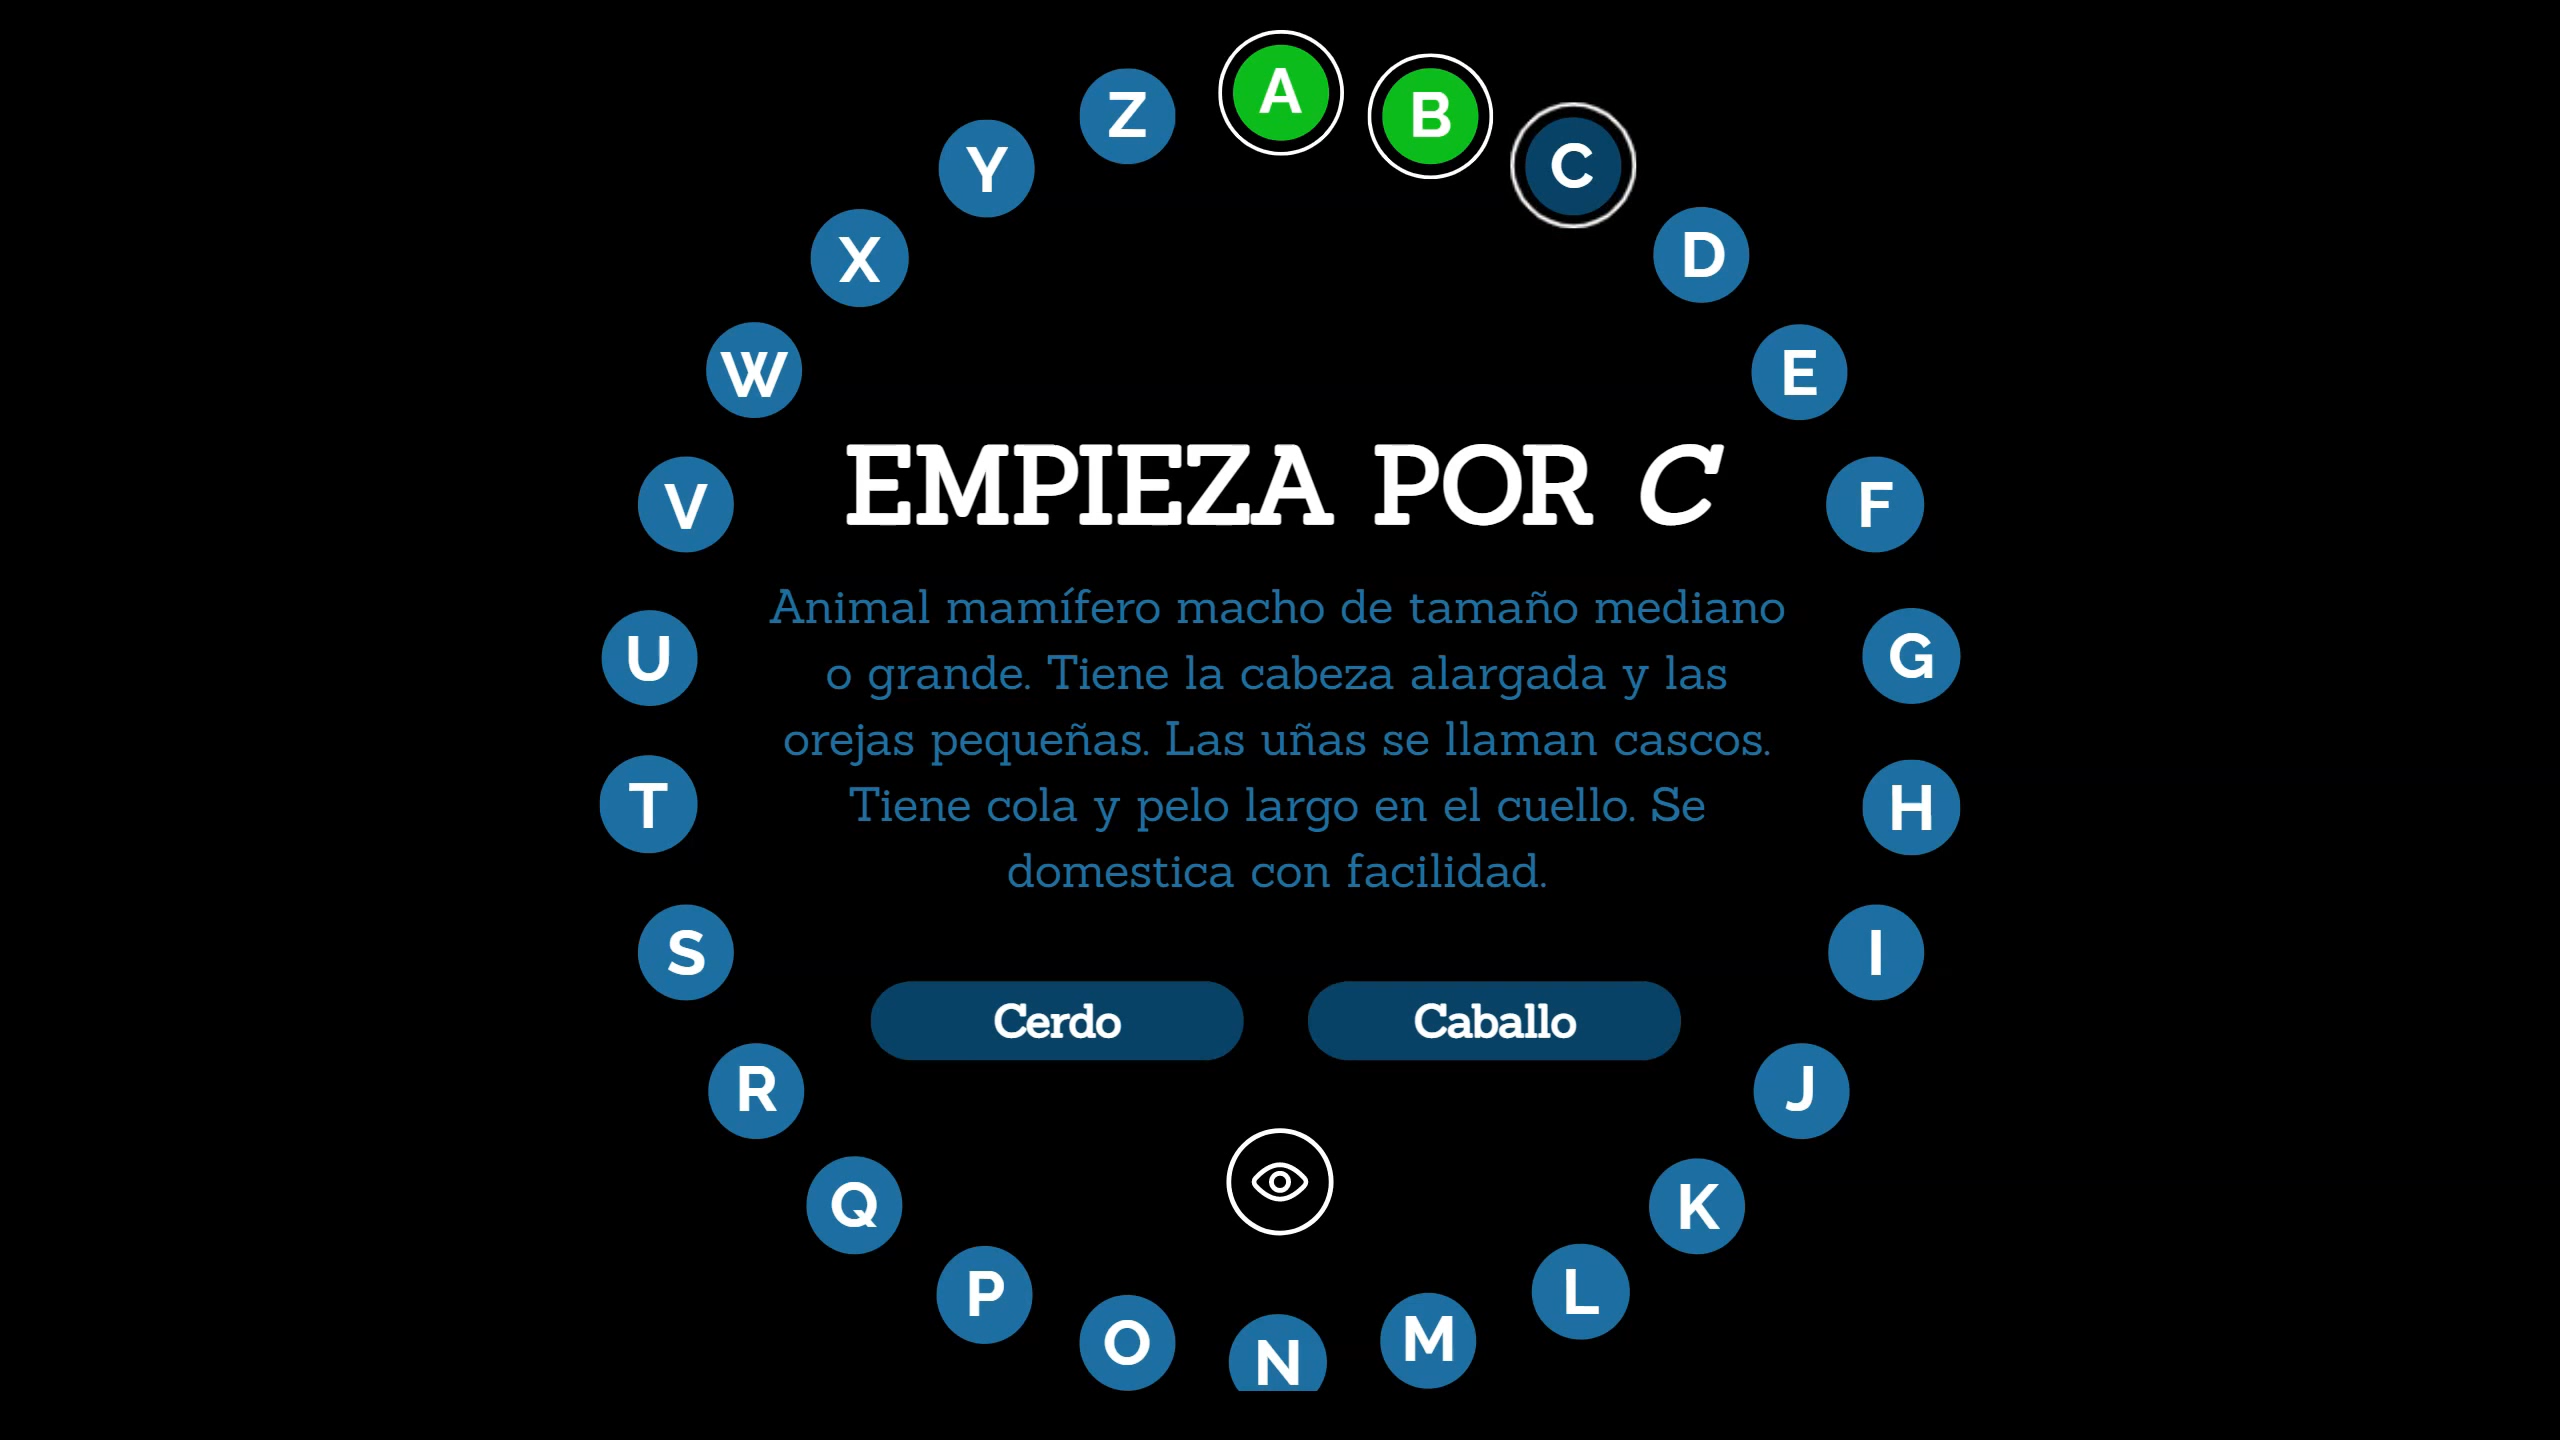 A
B
C
D
E
F
G
H
I
J
K
L
M
N
O
P
Q
R
S
T
U
V
W
X
Y
Z
EMPIEZA POR C
Animal mamífero macho de tamaño mediano
o grande. Tiene la cabeza alargada y las
orejas pequeñas. Las uñas se llaman cascos.
Tiene cola y pelo largo en el cuello. Se
domestica con facilidad.
Cerdo
Caballo